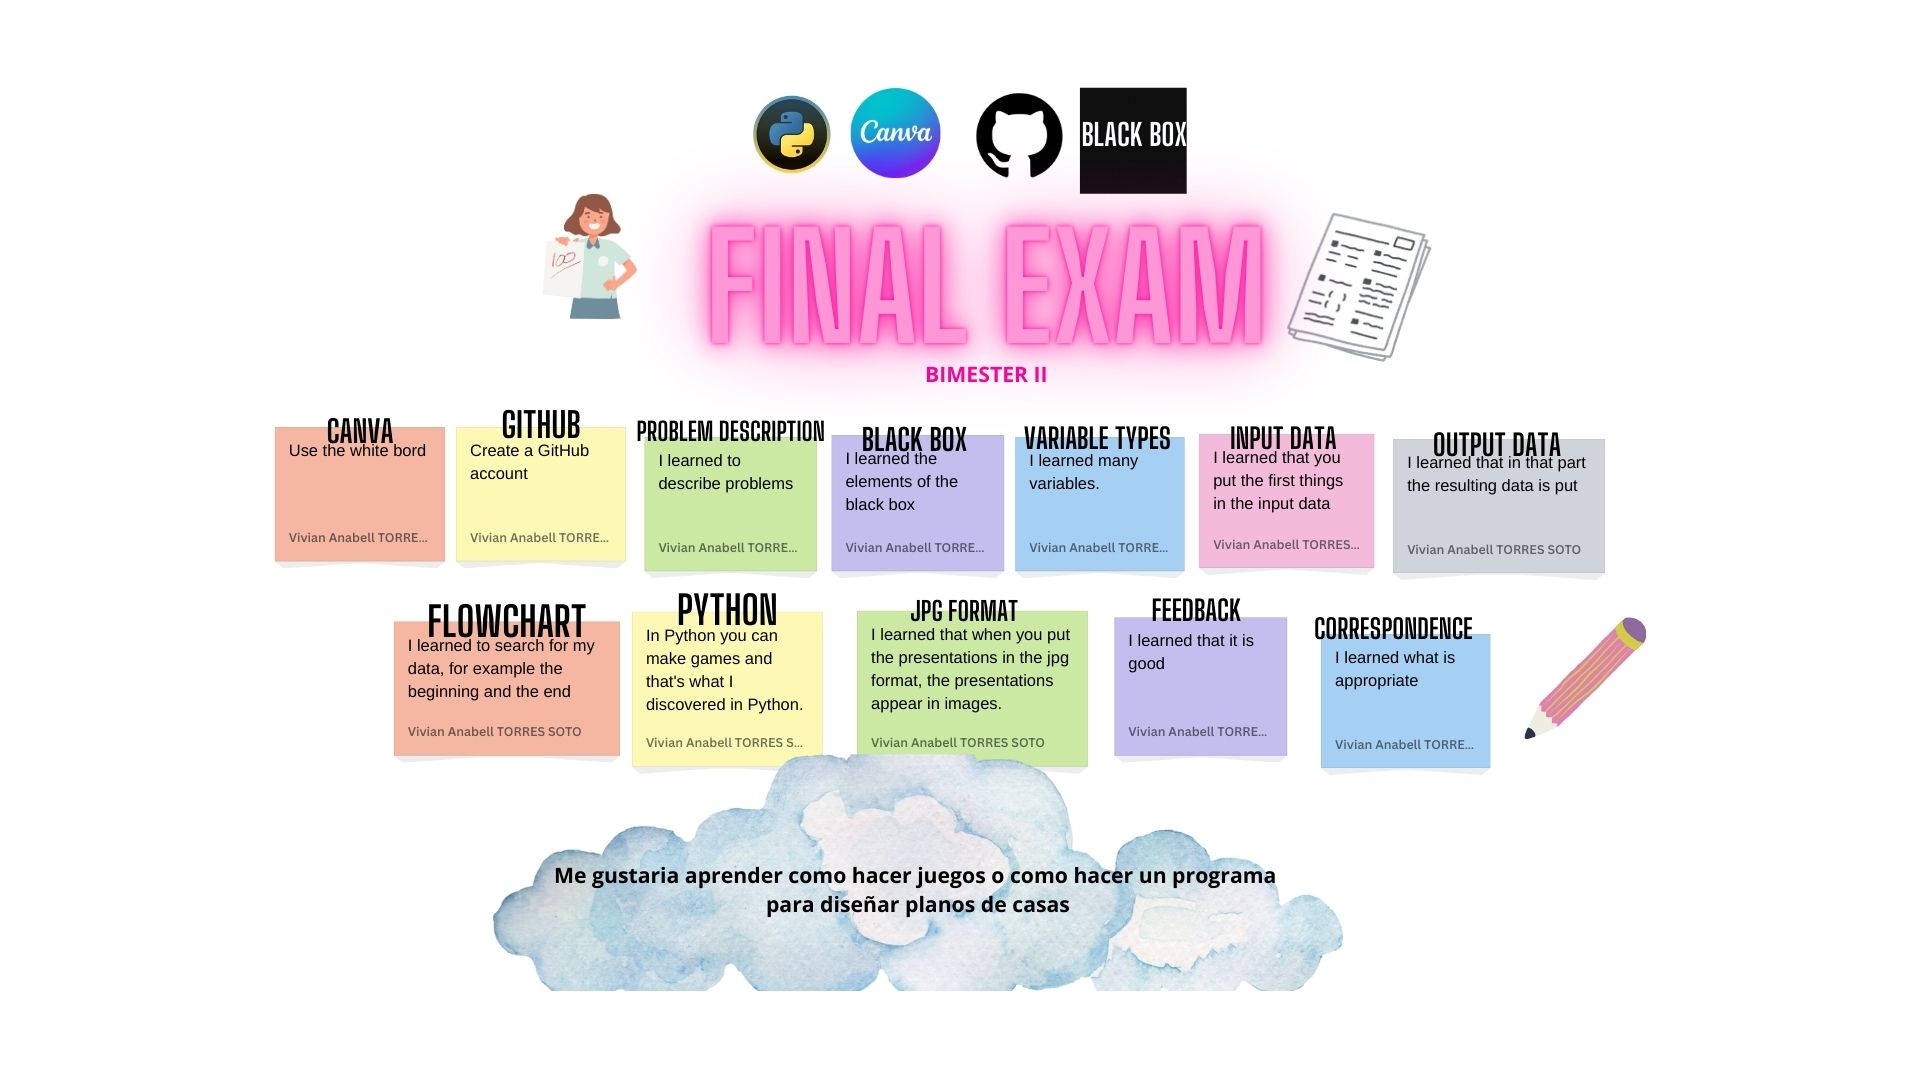 Canva
BLACK BOX
100
FINAL EXAM
BIMESTER II
CANVA
Use the white bord
Vivian Anabell TORRE...
GITHUB
Create a GitHub
account
Vivian Anabell TORRE...
PROBLEM DESCRIPTION
I learned to
describe problems
Vivian Anabell TORRE...
BLACK BOX
I learned the
elements of the
black box
Vivian Anabell TORRE...
VARIABLE TYPES
I learned many
variables.
Vivian Anabell TORRE...
INPUT DATA
I learned that you
put the first things
in the input data
Vivian Anabell TORRES...
OUTPUT DATA
I learned that in that part
the resulting data is put
Vivian Anabell TORRES SOTO
FLOWCHART
I learned to search for my
data, for example the
beginning and the end
Vivian Anabell TORRES SOTO
PYTHON
In Python you can
make games and
that's what I
discovered in Python.
Vivian Anabell TORRES S...
JPG FORMAT
I learned that when you put
the presentations in the jpg
format, the presentations
appear in images.
Vivian Anabell TORRES SOTO
FEEDBACK
I learned that it is
good
Vivian Anabell TORRE...
CORRESPONDENCE
I learned what is
appropriate
Vivian Anabell TORRE...
Me gustaria aprender como hacer juegos o como hacer un programa
para diseñar planos de casas